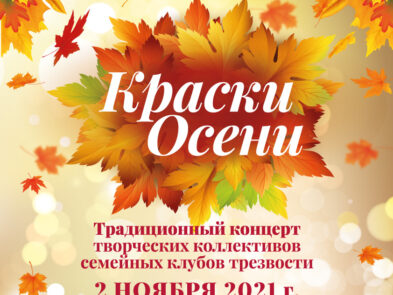 Краски
Осени
Традиционный концерт
творческих коллективов
семейных клубов трезвости
2 НОЯБРЯ 2021 г.